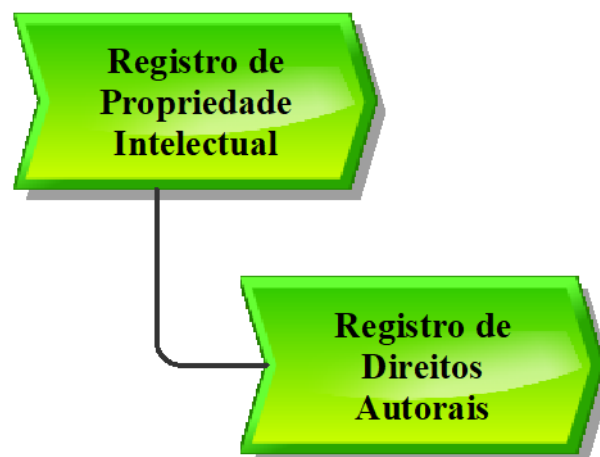 Registro de
Propriedade
Intelectual
Registro de
Direitos
Autorais